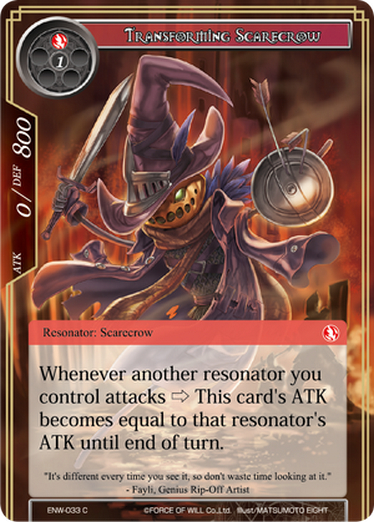 Transforming Scarecrow
1
ATK 0 / DEF 800
Resonator: Scarecrow
Whenever another resonator you
control attacks ⇨ This card's ATK
becomes equal to that resonator's
ATK until end of turn.
"It's different every time you see it, so don't waste time looking at it."
- Fayli, Genius Rip-Off Artist
ENW-033 C ©FORCE OF WILL Co.,Ltd. Illust/MATSUMOTO EIGHT